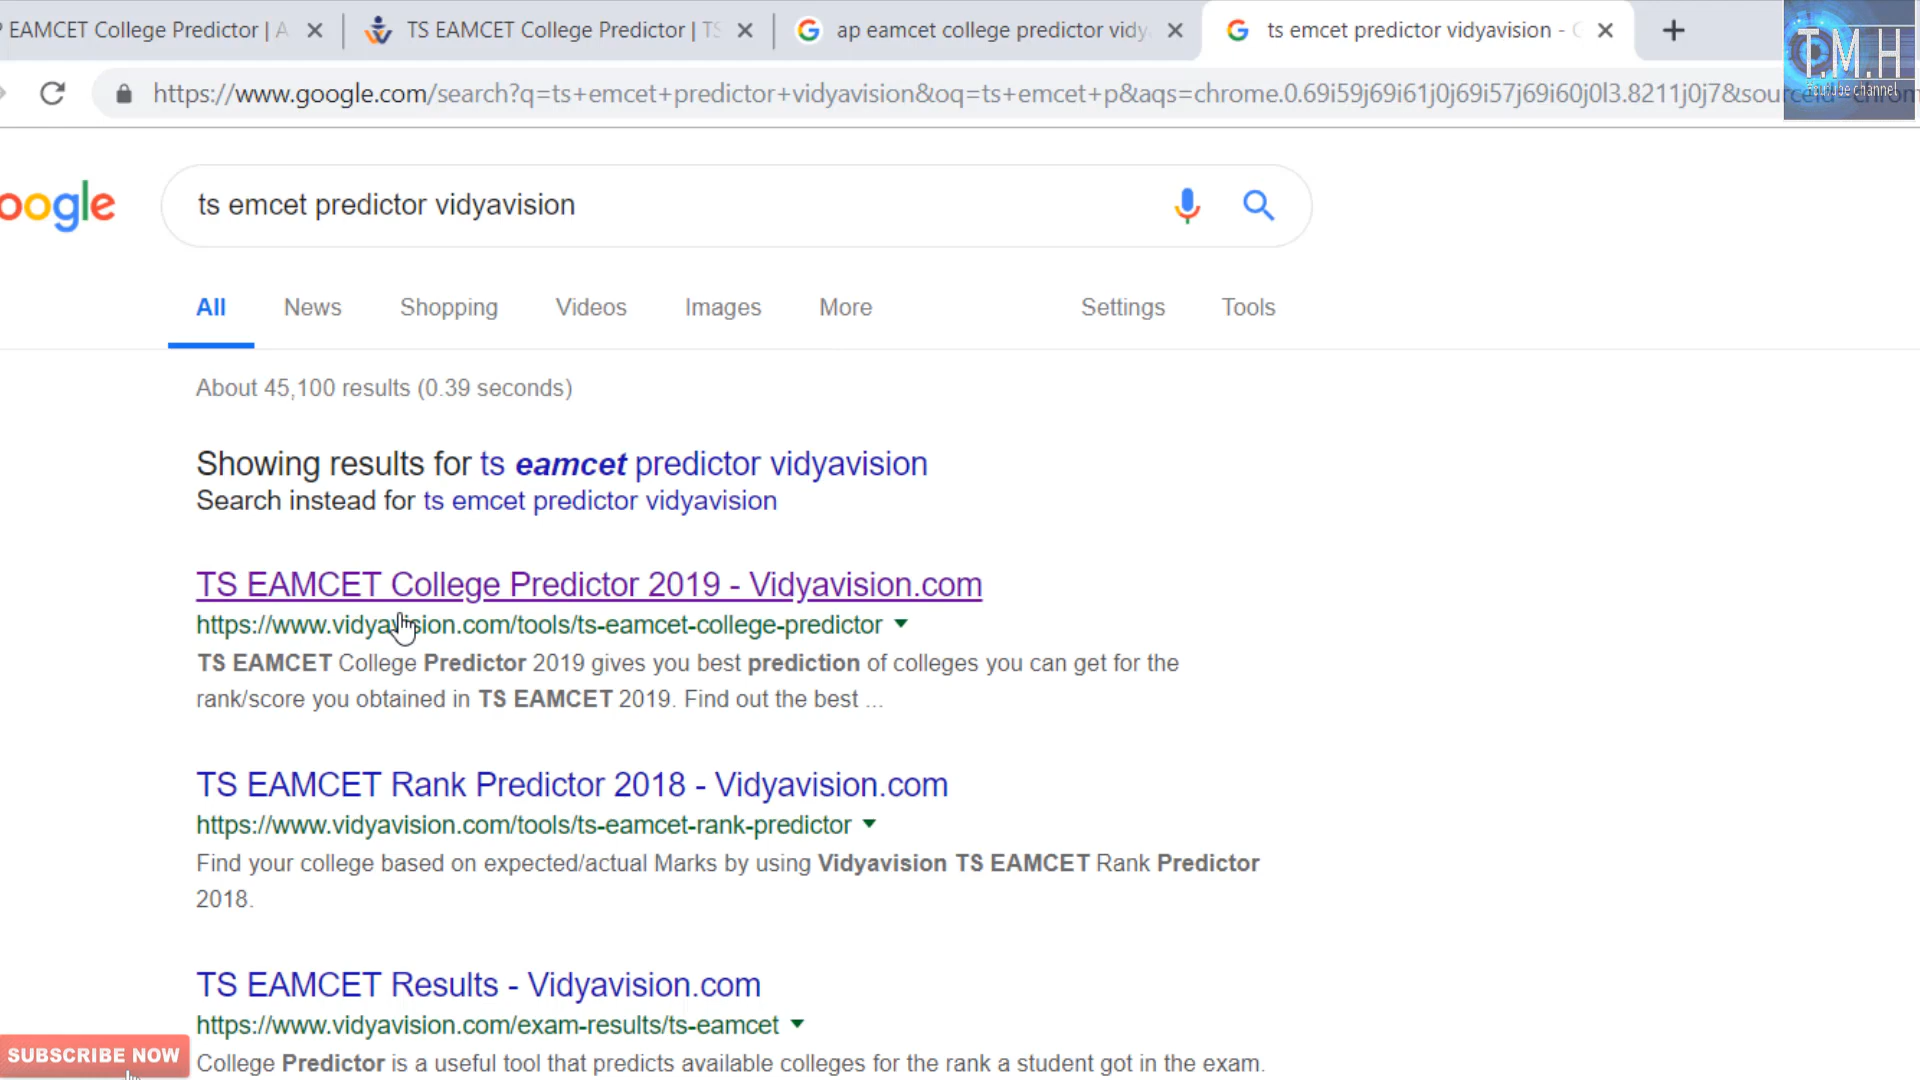 EAMCET College Predictor | A
TS EAMCET College Predictor | TS
ap eamcet college predictor vidy
ts emcet predictor vidyavision -
T.M.H
Youtube channel
https://www.google.com/search?q=ts+emcet+predictor+vidyavision&oq=ts+emcet+p&aqs=chrome.0.69i59j69i61j0j69i57j69i60j0l3.8211j0j7&sourceid=chrom
oogle
ts emcet predictor vidyavision
All News Shopping Videos Images More Settings Tools
About 45,100 results (0.39 seconds)
Showing results for ts eamcet predictor vidyavision
Search instead for ts emcet predictor vidyavision
TS EAMCET College Predictor 2019 - Vidyavision.com
https://www.vidyavision.com/tools/ts-eamcet-college-predictor
TS EAMCET College Predictor 2019 gives you best prediction of colleges you can get for the
rank/score you obtained in TS EAMCET 2019. Find out the best ...
TS EAMCET Rank Predictor 2018 - Vidyavision.com
https://www.vidyavision.com/tools/ts-eamcet-rank-predictor
Find your college based on expected/actual Marks by using Vidyavision TS EAMCET Rank Predictor
2018.
TS EAMCET Results - Vidyavision.com
https://www.vidyavision.com/exam-results/ts-eamcet
SUBSCRIBE NOW
College Predictor is a useful tool that predicts available colleges for the rank a student got in the exam.